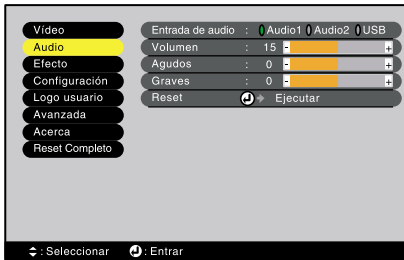 Vídeo
Audio
Efecto
Configuración
Logo usuario
Avanzada
Acerca
Reset Completo
Entrada de audio : Audio1 Audio2 USB
Volumen : 15 - +
Agudos : 0 - +
Graves : 0 - +
Reset Ejecutar
: Seleccionar : Entrar